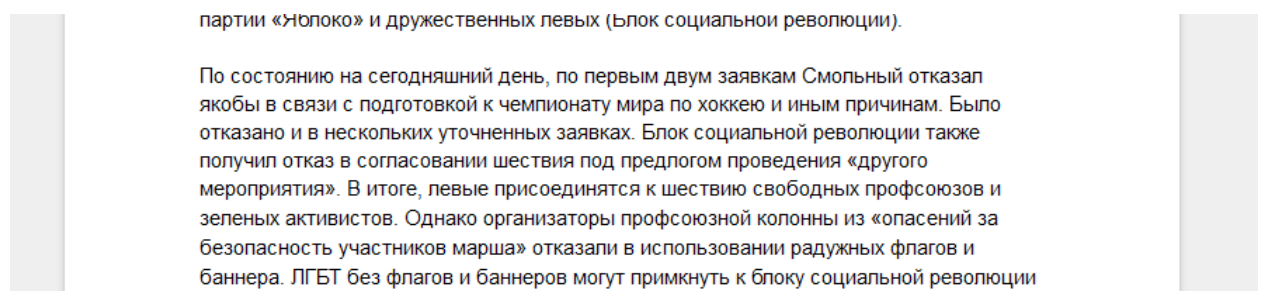 партии «Яблоко» и дружественных левых (Блок социальной революции).
По состоянию на сегодняшний день, по первым двум заявкам Смольный отказал
якобы в связи с подготовкой к чемпионату мира по хоккею и иным причинам. Было
отказано и в нескольких уточненных заявках. Блок социальной революции также
получил отказ в согласовании шествия под предлогом проведения «другого
мероприятия». В итоге, левые присоединятся к шествию свободных профсоюзов и
зеленых активистов. Однако организаторы профсоюзной колонны из «опасений за
безопасность участников марша» отказали в использовании радужных флагов и
баннера. ЛГБТ без флагов и баннеров могут примкнуть к блоку социальной революции